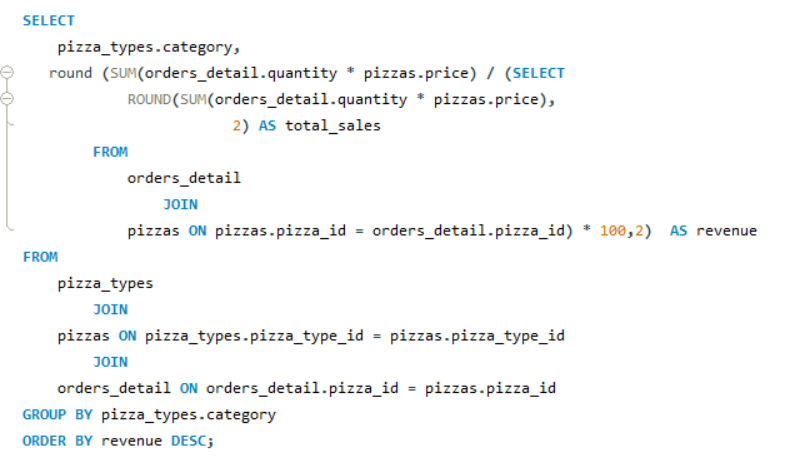 SELECT
pizza_types.category,
round (SUM(orders_detail.quantity * pizzas.price) / (SELECT
ROUND(SUM(orders_detail.quantity * pizzas.price),
2) AS total_sales
FROM
orders_detail
JOIN
pizzas ON pizzas.pizza_id = orders_detail.pizza_id) * 100,2)  AS revenue
FROM
pizza_types
JOIN
pizzas ON pizza_types.pizza_type_id = pizzas.pizza_type_id
JOIN
orders_detail ON orders_detail.pizza_id = pizzas.pizza_id
GROUP BY pizza_types.category
ORDER BY revenue DESC;